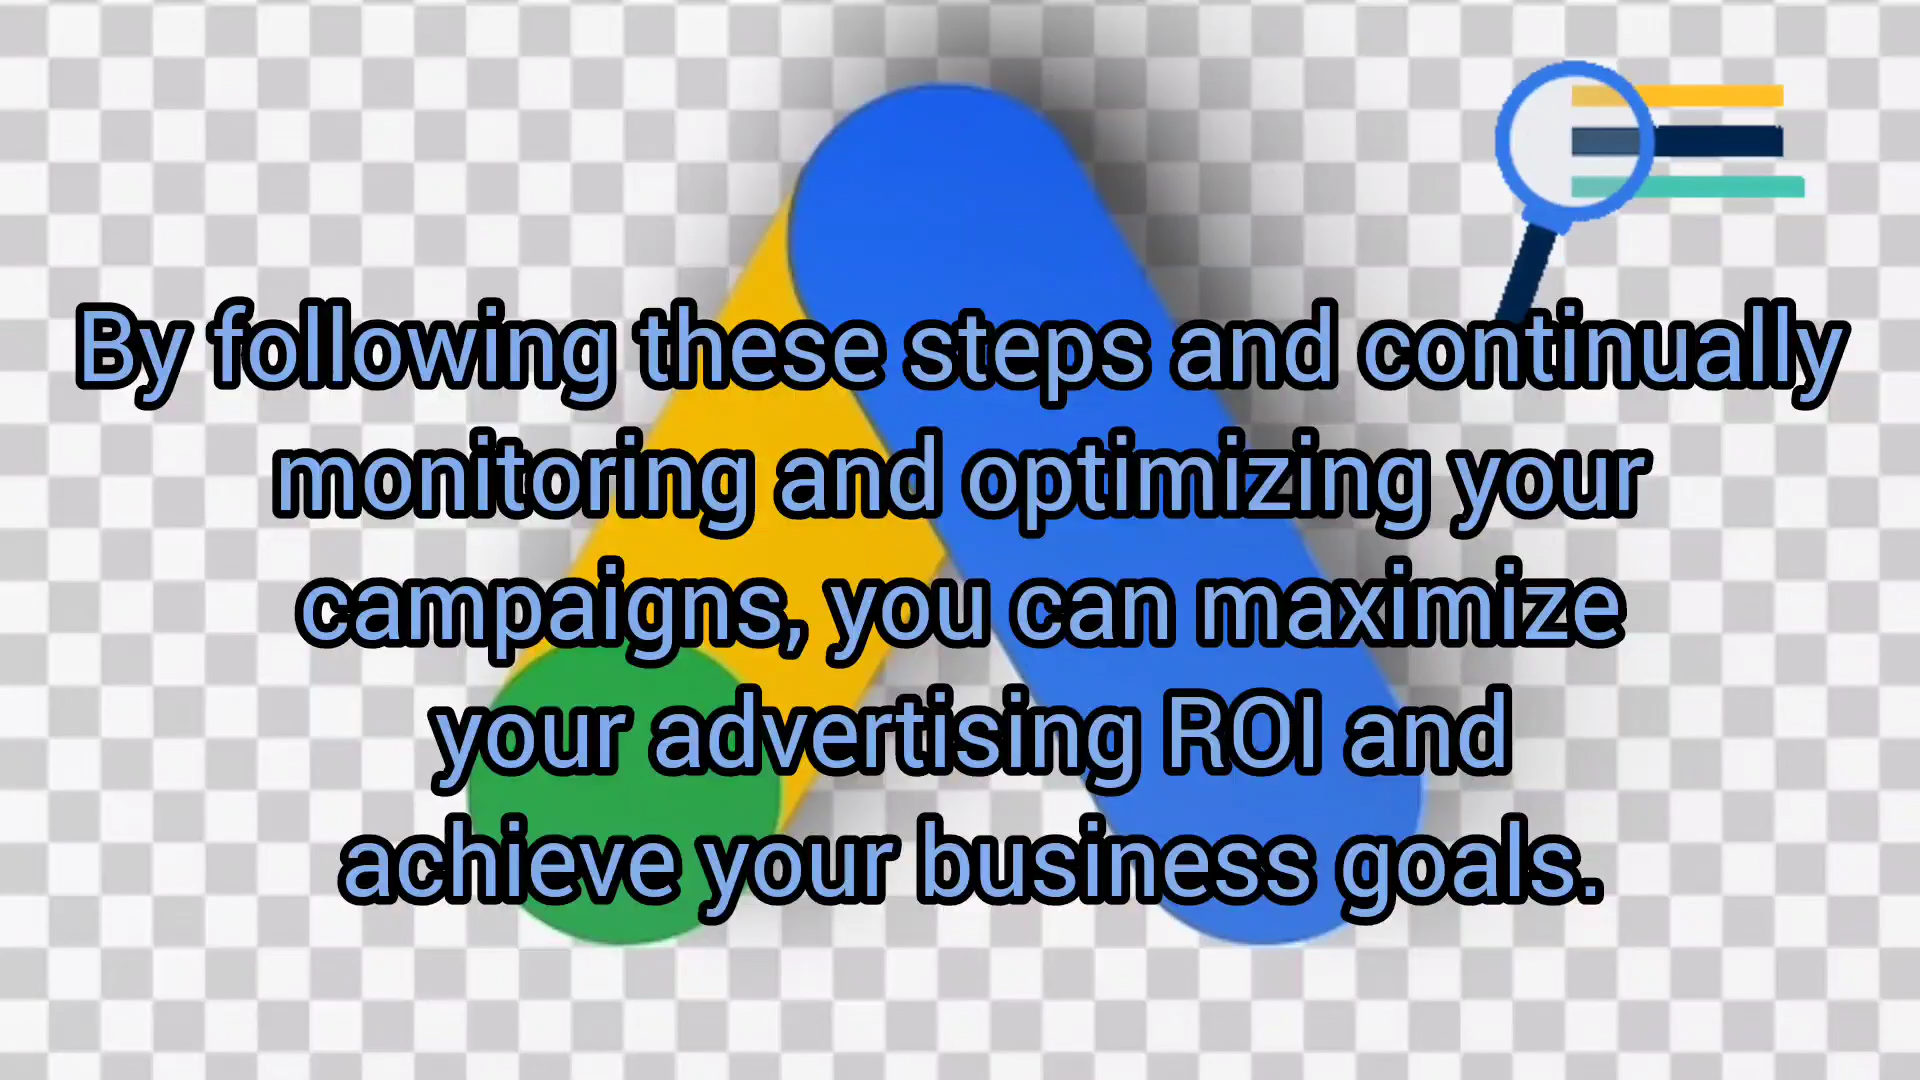 By following these steps and continually
monitoring and optimizing your
campaigns, you can maximize
your advertising ROI and
achieve your business goals.